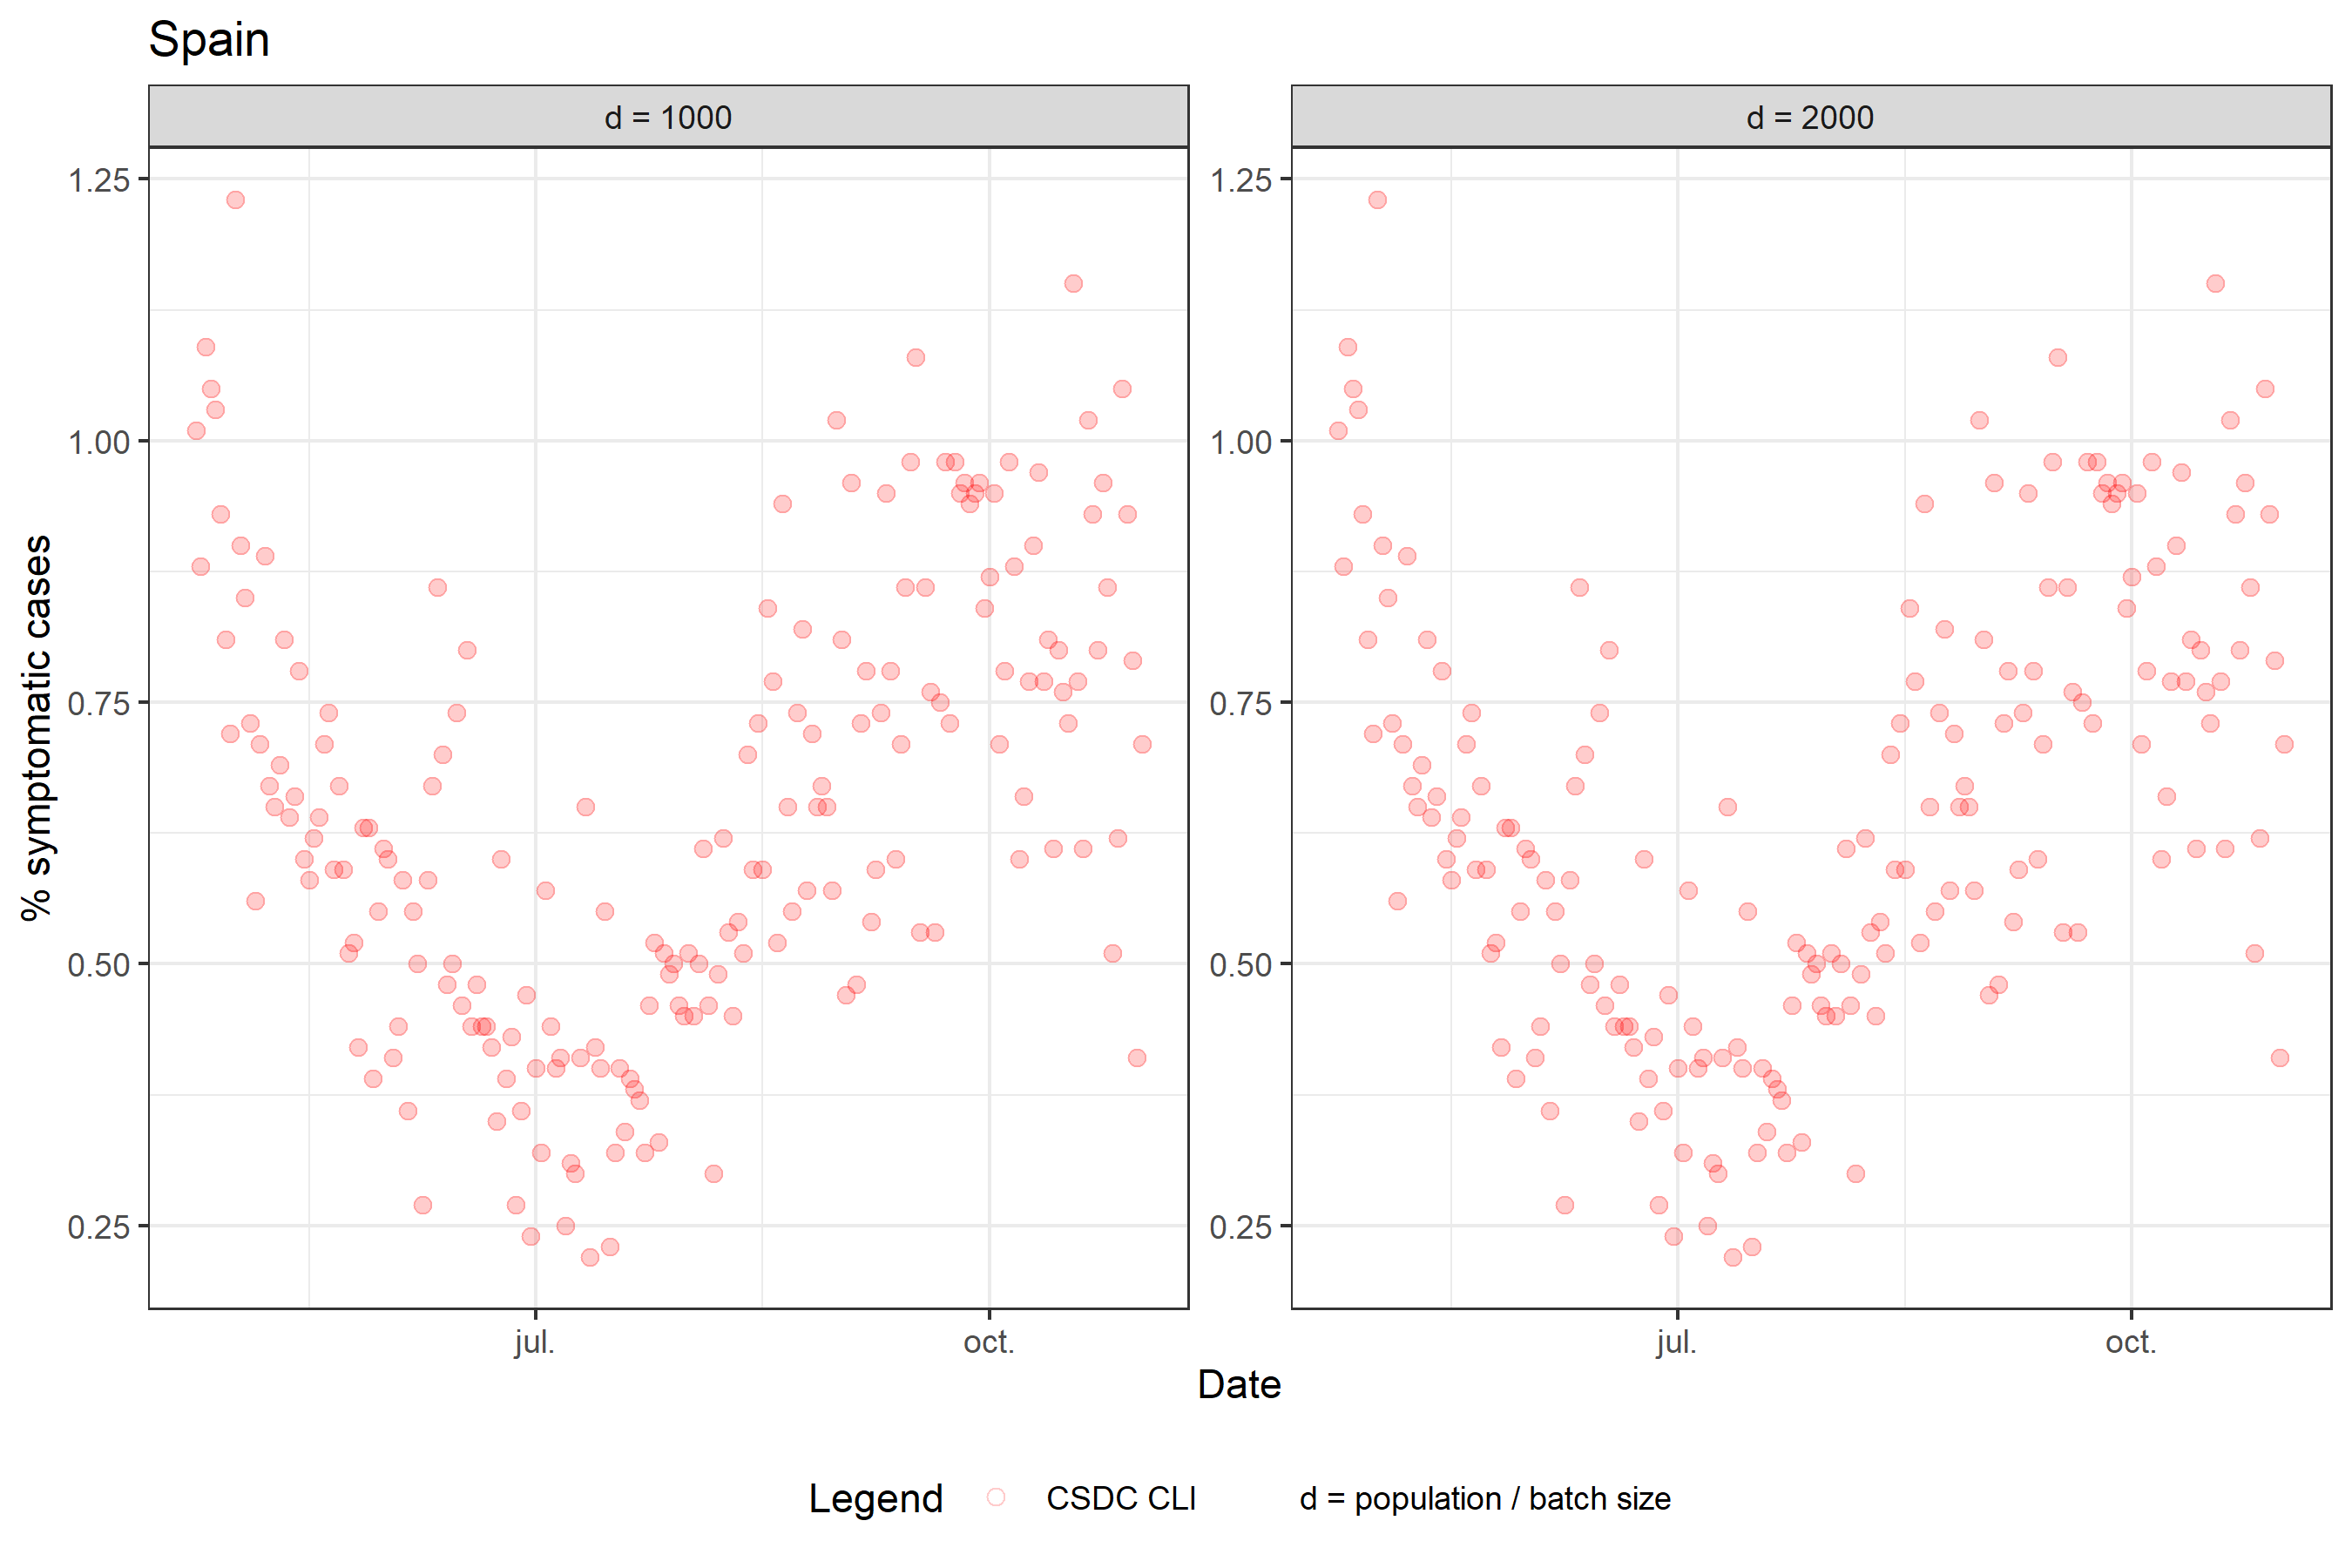 Spain
d = 1000
d = 2000
% symptomatic cases
1.25
1.00
0.75
0.50
0.25
1.25
1.00
0.75
0.50
0.25
jul.
oct.
jul.
oct.
Date
Legend
CSDC CLI
d = population / batch size